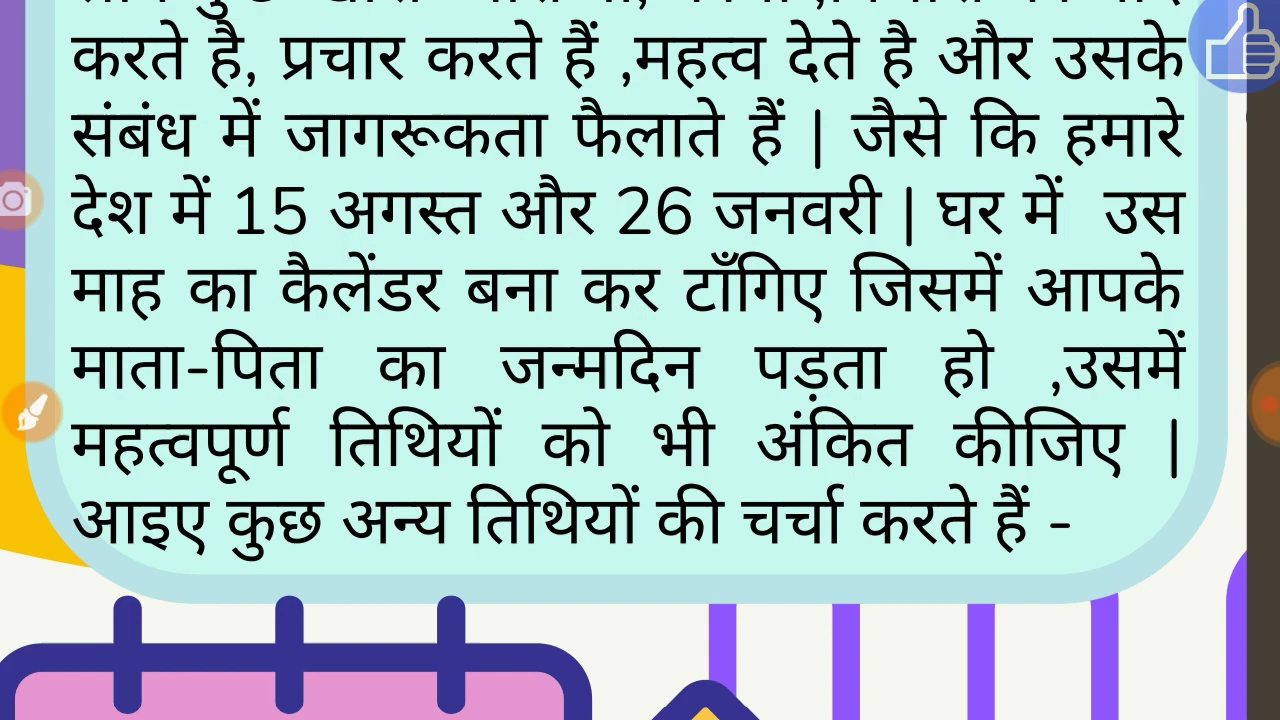 करते है, प्रचार करते हैं ,महत्व देते है और उसके
संबंध में जागरूकता फैलाते हैं | जैसे कि हमारे
देश में 15 अगस्त और 26 जनवरी | घर में उस
माह का कैलेंडर बना कर टाँगिए जिसमें आपके
माता-पिता का जन्मदिन पड़ता हो ,उसमें
महत्वपूर्ण तिथियों को भी अंकित कीजिए |
आइए कुछ अन्य तिथियों की चर्चा करते हैं -